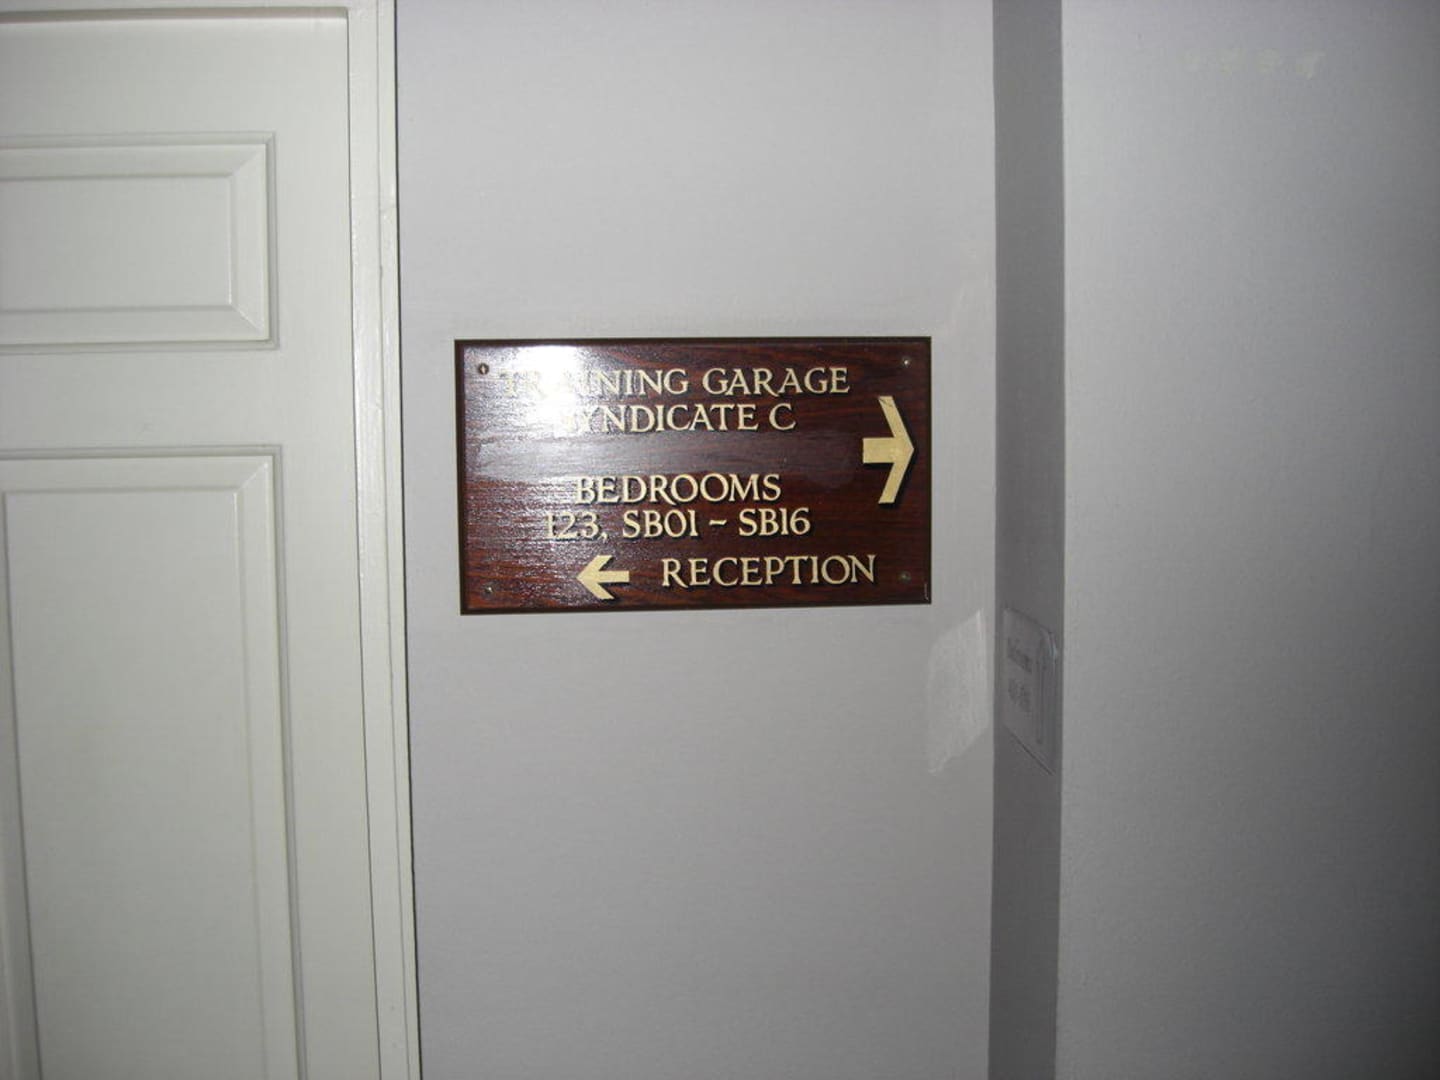 TRAINING GARAGE
SYNDICATE C
BEDROOMS
123, SB01 - SB16
RECEPTION